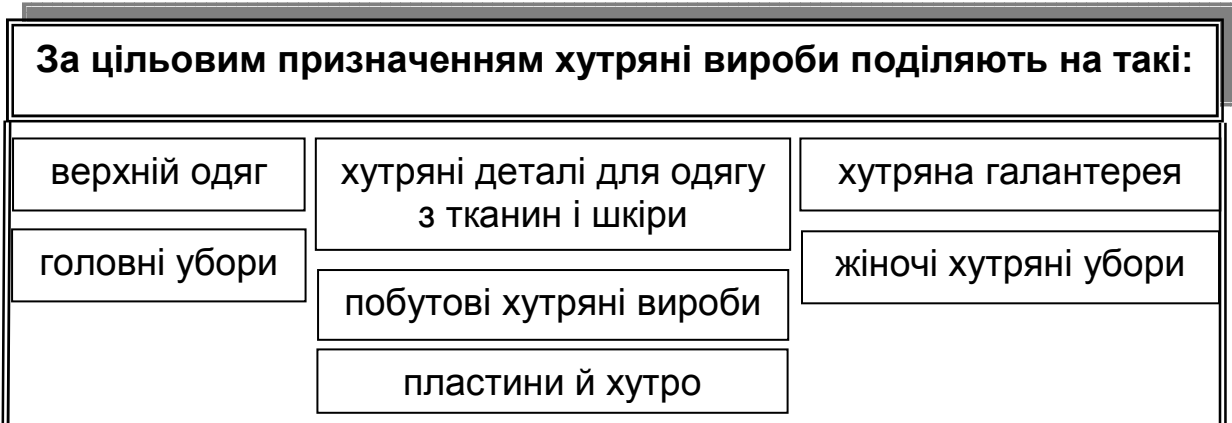 За цільовим призначенням хутряні вироби поділяють на такі:
верхній одяг
головні убори
хутряні деталі для одягу
з тканин і шкіри
побутові хутряні вироби
пластини й хутро
хутряна галантерея
жіночі хутряні убори